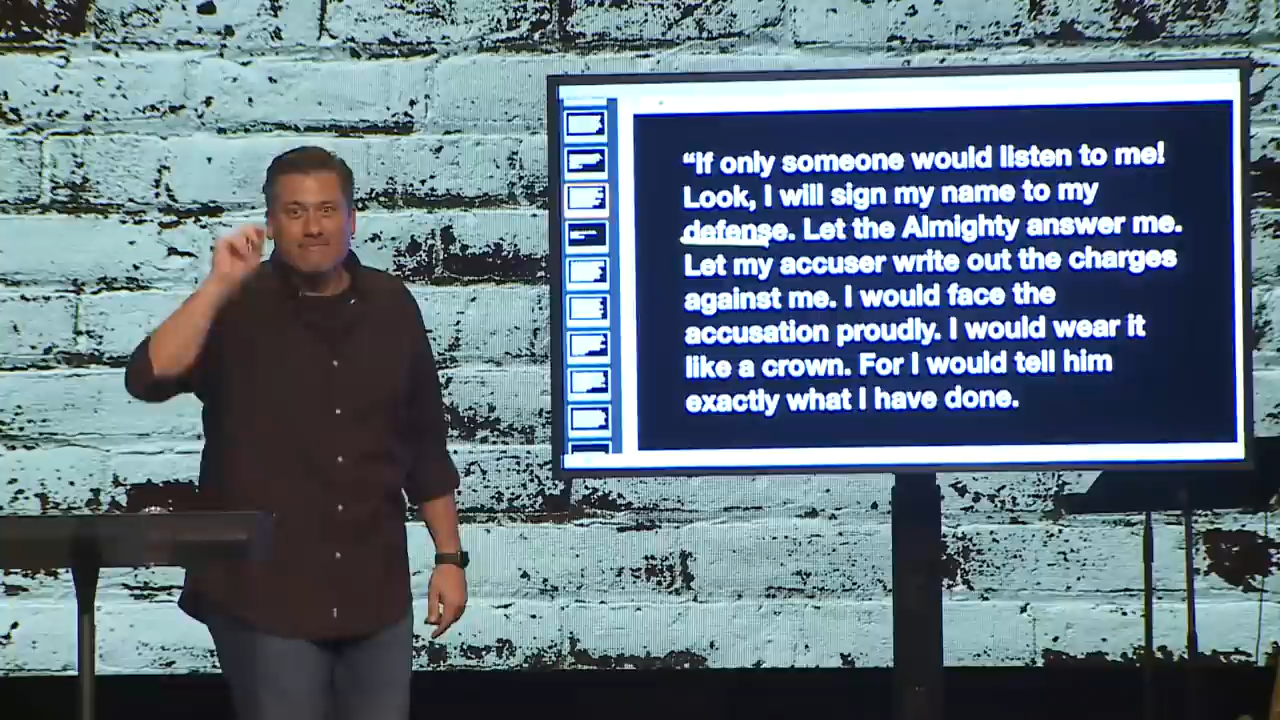 “If only someone would listen to me!
Look, I will sign my name to my
defense. Let the Almighty answer me.
Let my accuser write out the charges
against me. I would face the
accusation proudly. I would wear it
like a crown. For I would tell him
exactly what I have done.